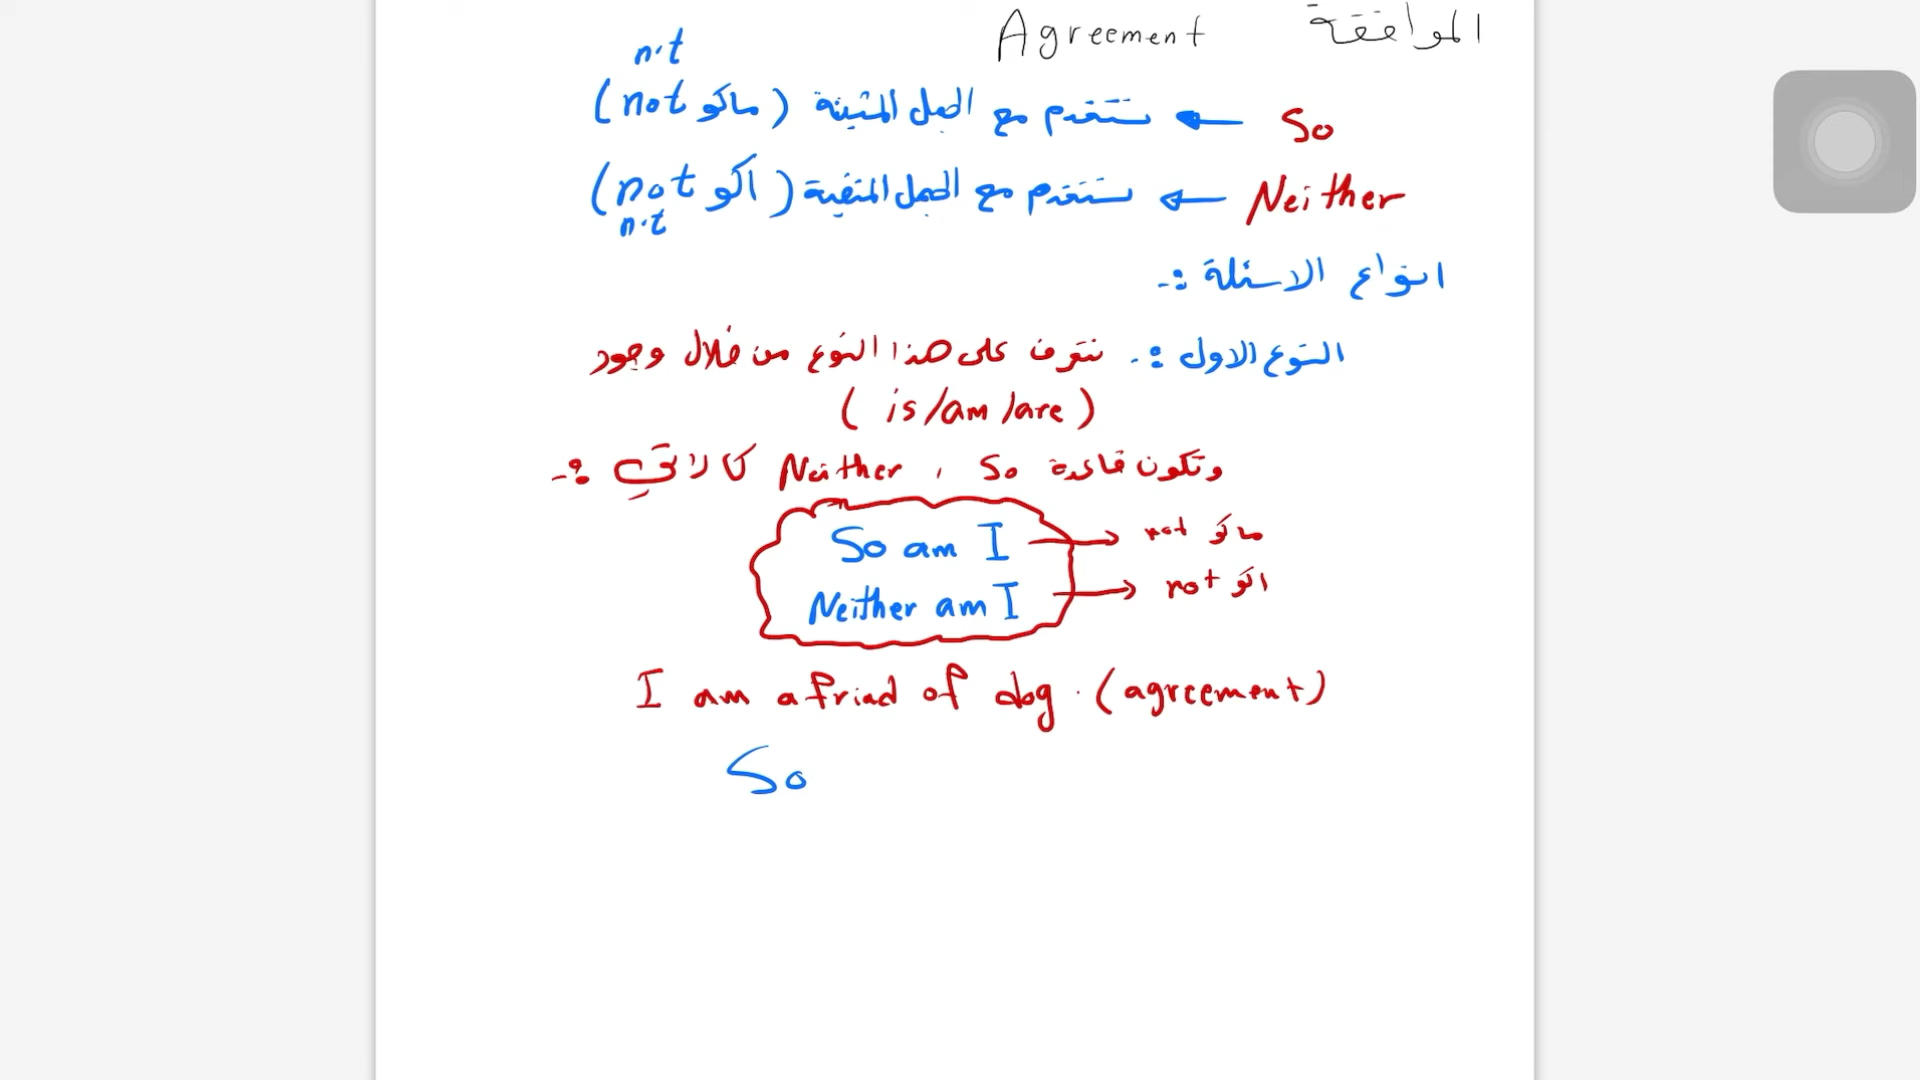 Agreement الموافقة
n't
So ← تستخدم مع الجمل المثبتة (ماكو not)
Neither ← تستخدم مع الجمل المنفية (اكو not)
n't
انواع الاسئلة :-
النوع الاول :- نتعرف على هذا النوع من خلال وجود
( is/am/are )
وتكون قاعدة So ، Neither كالاتي :-
So am I → ماكو not
Neither am I → اكو not
I am afriad of dog . (agreement)
So